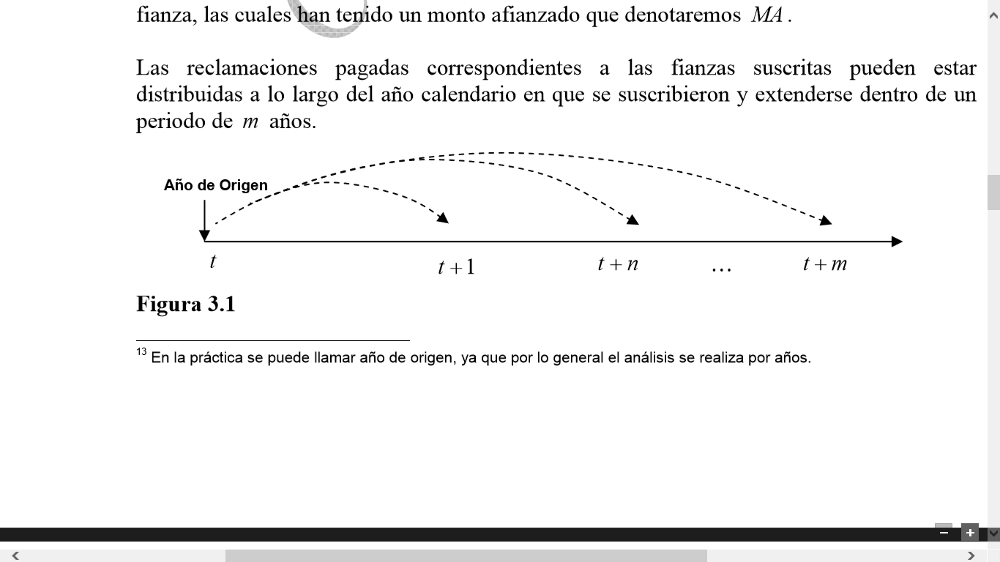 fianza, las cuales han tenido un monto afianzado que denotaremos MA.
Las reclamaciones pagadas correspondientes a las fianzas suscritas pueden estar
distribuidas a lo largo del año calendario en que se suscribieron y extenderse dentro de un
periodo de m años.
Año de Origen
t
t + 1
t + n
...
t + m
Figura 3.1
13 En la práctica se puede llamar año de origen, ya que por lo general el análisis se realiza por años.